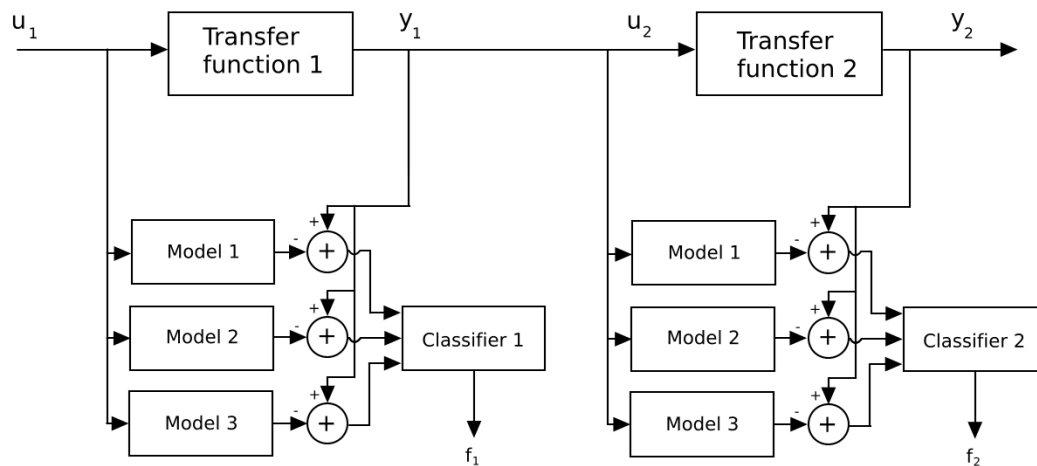 u1
Transfer
function 1
y1
u2
Transfer
function 2
y2
+
-
+
Model 1
+
-
+
Model 2
Classifier 1
+
-
+
Model 3
f1
+
-
+
Model 1
+
-
+
Model 2
Classifier 2
+
-
+
Model 3
f2